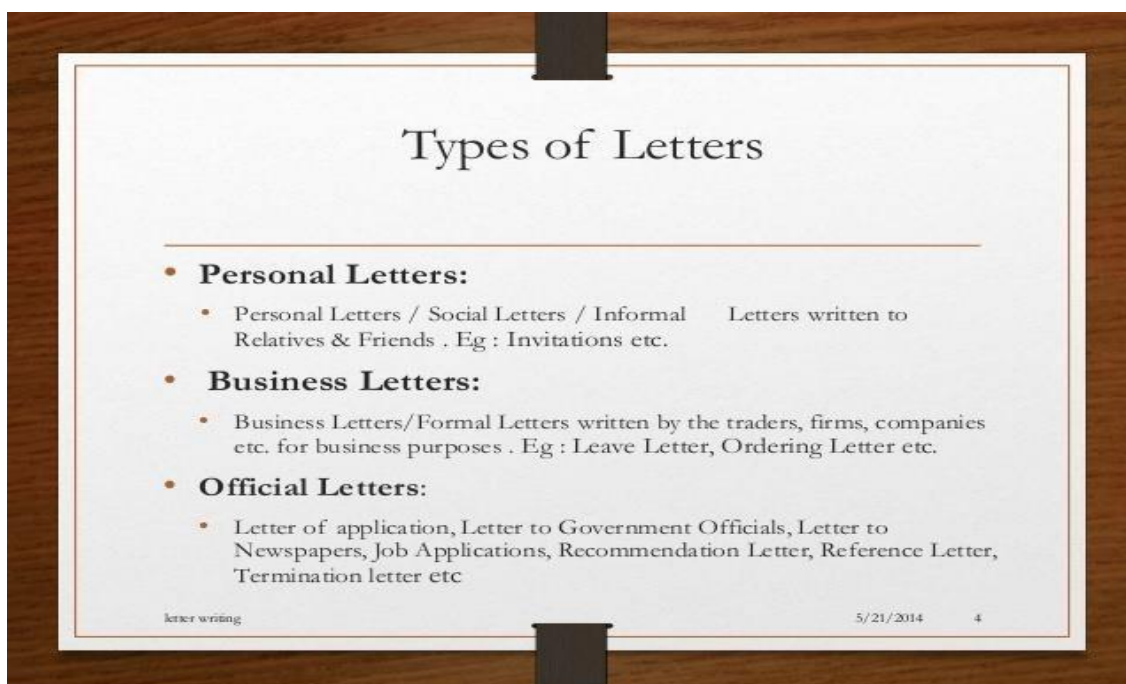 Types of Letters
• Personal Letters:
• Personal Letters / Social Letters / Informal Letters written to
Relatives & Friends . Eg : Invitations etc.
• Business Letters:
• Business Letters/Formal Letters written by the traders, firms, companies
etc. for business purposes . Eg : Leave Letter, Ordering Letter etc.
• Official Letters:
• Letter of application, Letter to Government Officials, Letter to
Newspapers, Job Applications, Recommendation Letter, Reference Letter,
Termination letter etc
letter writing 5/21/2014 4